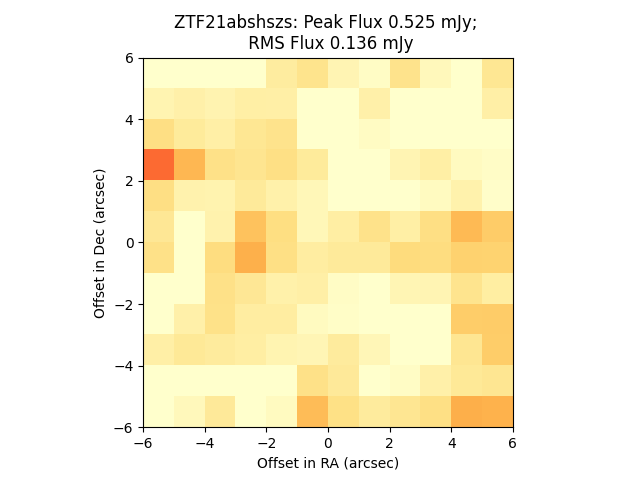 ZTF21abshszs: Peak Flux 0.525 mJy;
RMS Flux 0.136 mJy
6
4
2
0
−2
−4
−6
Offset in Dec (arcsec)
−6 −4 −2 0 2 4 6
Offset in RA (arcsec)